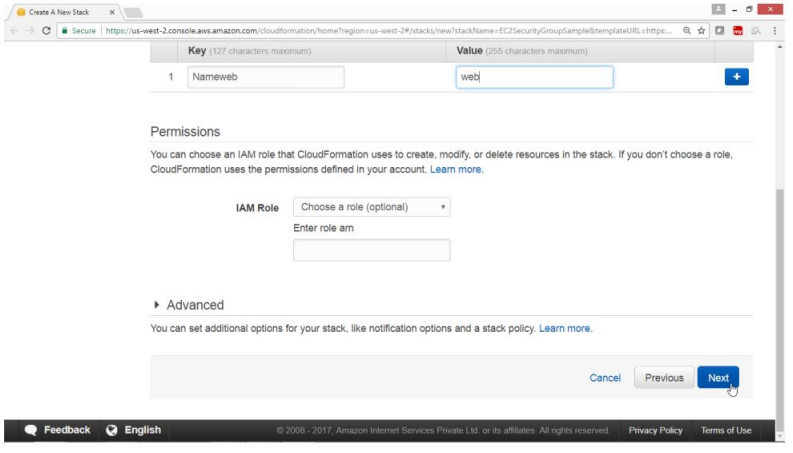 Create A New Stack
Secure | https://us-west-2.console.aws.amazon.com/cloudformation/home?region=us-west-2#/stacks/new?stackName=EC2SecurityGroupSample&templateURL=https:...
Key (127 characters maximum) Value (255 characters maximum)
1 Nameweb web
Permissions
You can choose an IAM role that CloudFormation uses to create, modify, or delete resources in the stack. If you don't choose a role,
CloudFormation uses the permissions defined in your account. Learn more.
IAM Role Choose a role (optional)
Enter role arn
Advanced
You can set additional options for your stack, like notification options and a stack policy. Learn more.
Cancel Previous Next
Feedback English © 2008 - 2017, Amazon Internet Services Private Ltd. or its affiliates. All rights reserved. Privacy Policy Terms of Use